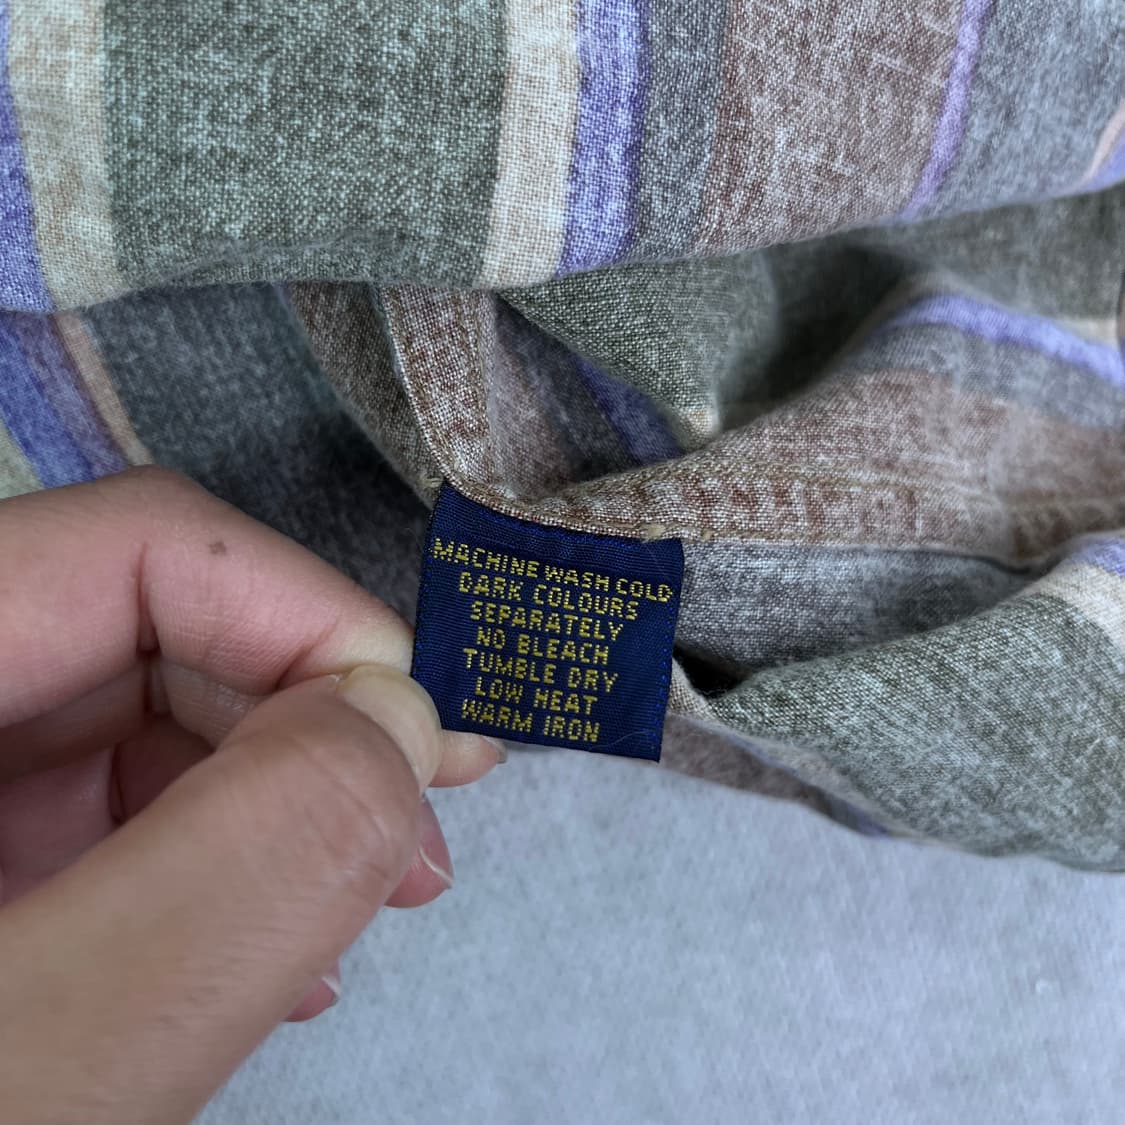 MACHINE WASH COLD
DARK COLOURS
SEPARATELY
NO BLEACH
TUMBLE DRY
LOW HEAT
WARM IRON